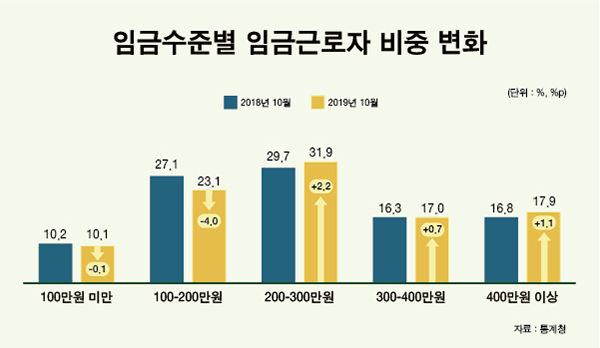 임금수준별 임금근로자 비중 변화
(단위 : %, %p)
2018년 10월 2019년 10월
10.2 10.1 27.1 23.1 29.7 31.9 16.3 17.0 16.8 17.9
-0.1 -4.0 +2.2 +0.7 +1.1
100만원 미만 100-200만원 200-300만원 300-400만원 400만원 이상
자료 : 통계청